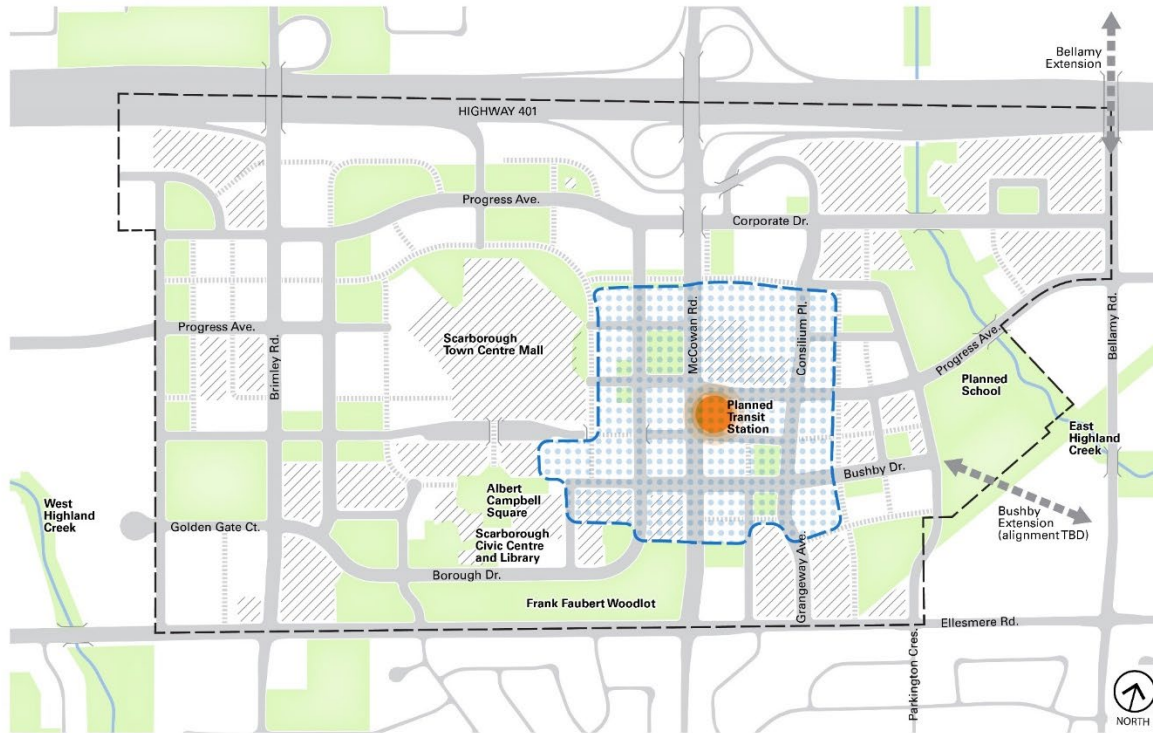 Bellamy
Extension
HIGHWAY 401
Progress Ave.
Corporate Dr.
Progress Ave.
Brimley Rd.
Scarborough
Town Centre Mall
McCowan Rd.
Consilium Pl.
Bellamy Rd.
Progress Ave.
Planned
School
Planned
Transit
Station
East
Highland
Creek
Bushby Dr.
West
Highland
Creek
Albert
Campbell
Square
Bushby
Extension
(alignment TBD)
Golden Gate Ct.
Scarborough
Civic Centre
and Library
Borough Dr.
Frank Faubert Woodlot
Grangeway Ave.
Ellesmere Rd.
Parkington Cres.
NORTH